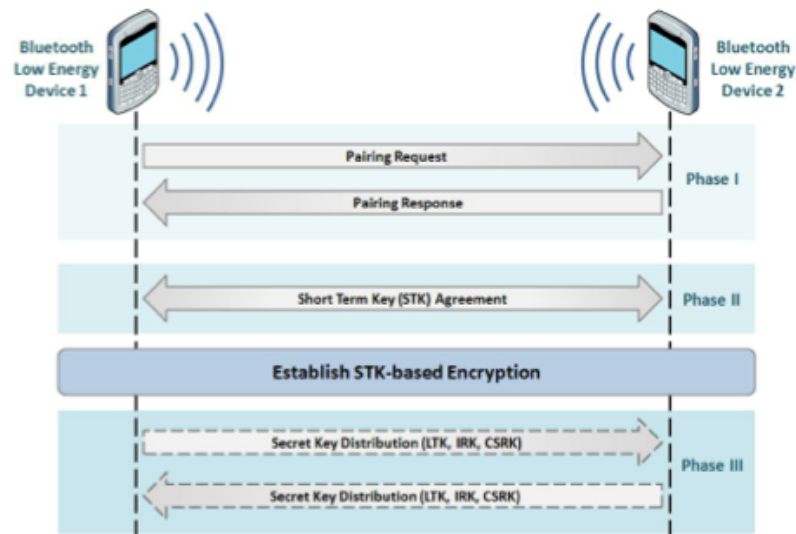 Bluetooth
Low Energy
Device 1
Bluetooth
Low Energy
Device 2
Pairing Request
Phase I
Pairing Response
Short Term Key (STK) Agreement
Phase II
Establish STK-based Encryption
Secret Key Distribution (LTK, IRK, CSRK)
Phase III
Secret Key Distribution (LTK, IRK, CSRK)